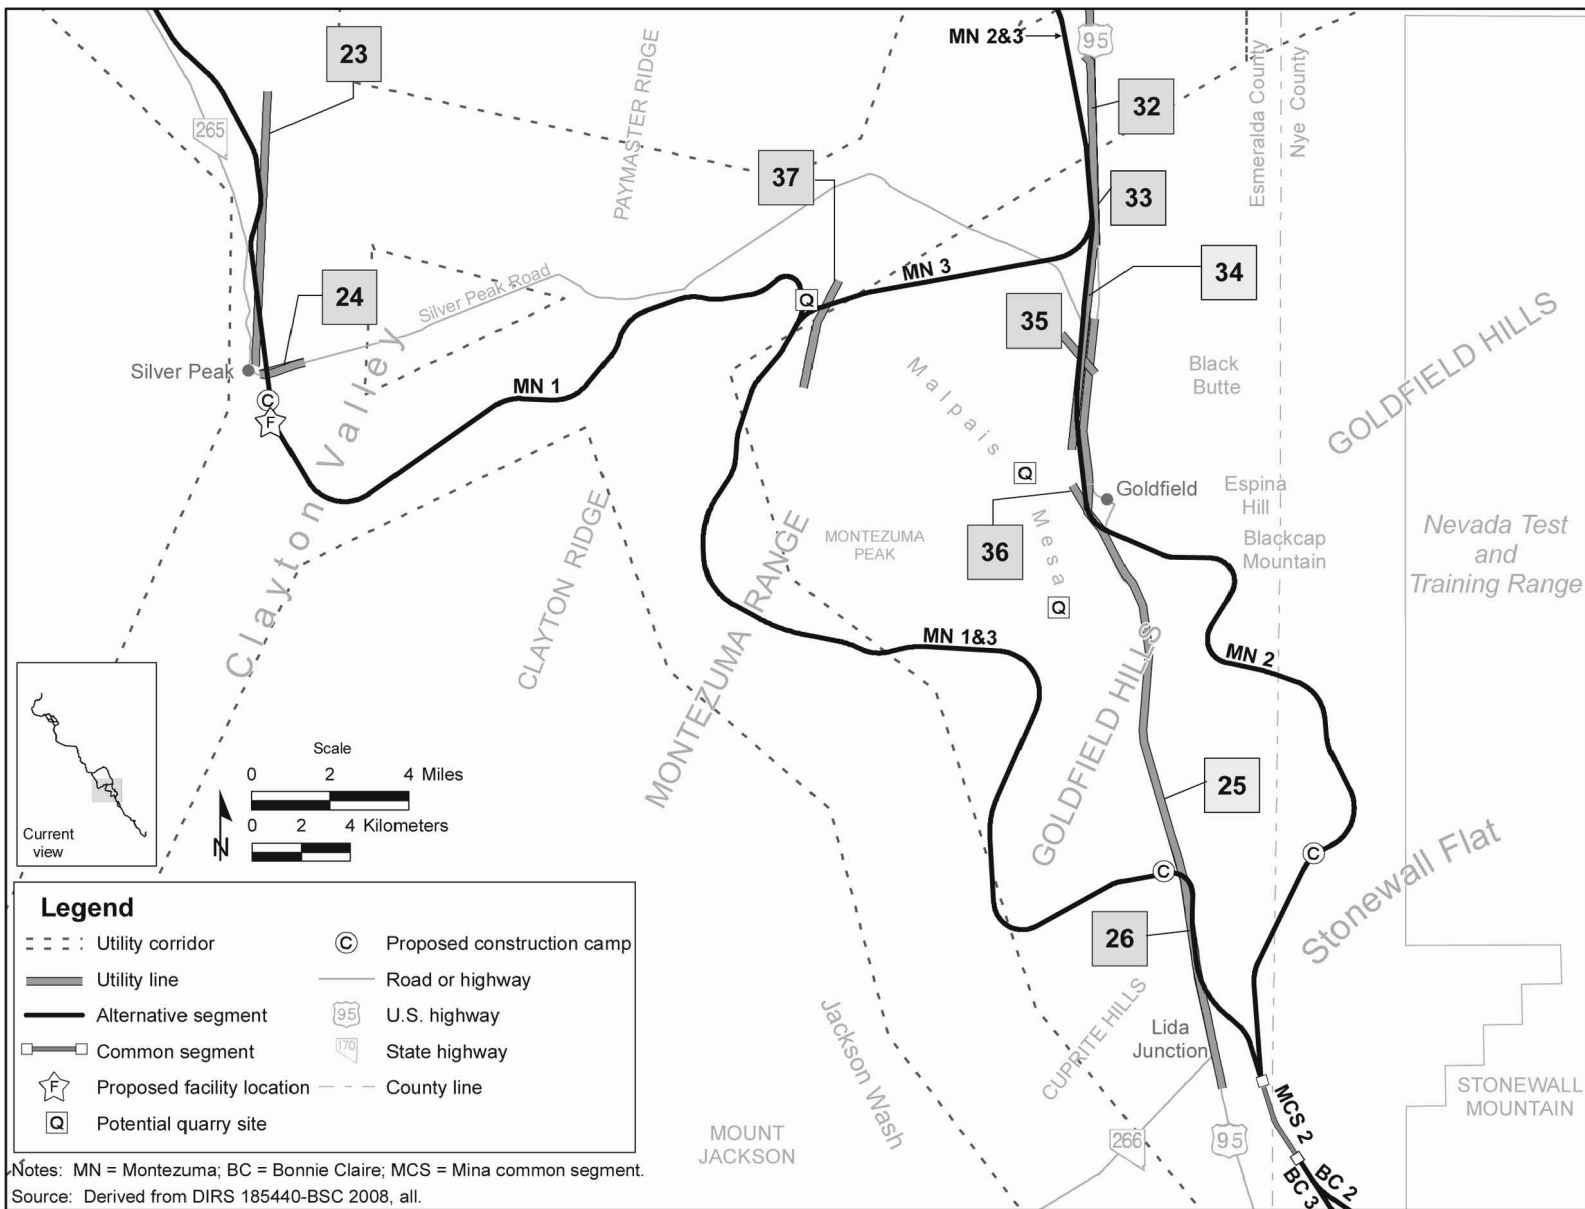 23
MN 2&3
95
265
PAYMASTER RIDGE
32
Esmeralda County
Nye County
37
33
MN 3
34
24
Silver Peak Road
Q
35
Silver Peak
MN 1
Malpais
Black
Butte
GOLDFIELD HILLS
C
F
Clayton Valley
Q
Goldfield
Espina
Hill
Mesa
36
MONTEZUMA
PEAK
Blackcap
Mountain
Nevada Test
and
Training Range
CLAYTON RIDGE
MONTEZUMA RANGE
Q
MN 1&3
GOLDFIELD HILLS
MN 2
25
Scale
0 2 4 Miles
0 2 4 Kilometers
N
Current
view
C
C
Stonewall Flat
26
Jackson Wash
CUPRITE HILLS
Lida
Junction
MCS 2
STONEWALL
MOUNTAIN
MOUNT
JACKSON
266
95
BC 2
BC 3
Legend
Utility corridor
Utility line
Alternative segment
Common segment
F Proposed facility location
Q Potential quarry site
C Proposed construction camp
Road or highway
95 U.S. highway
170 State highway
County line
Notes: MN = Montezuma; BC = Bonnie Claire; MCS = Mina common segment.
Source: Derived from DIRS 185440-BSC 2008, all.